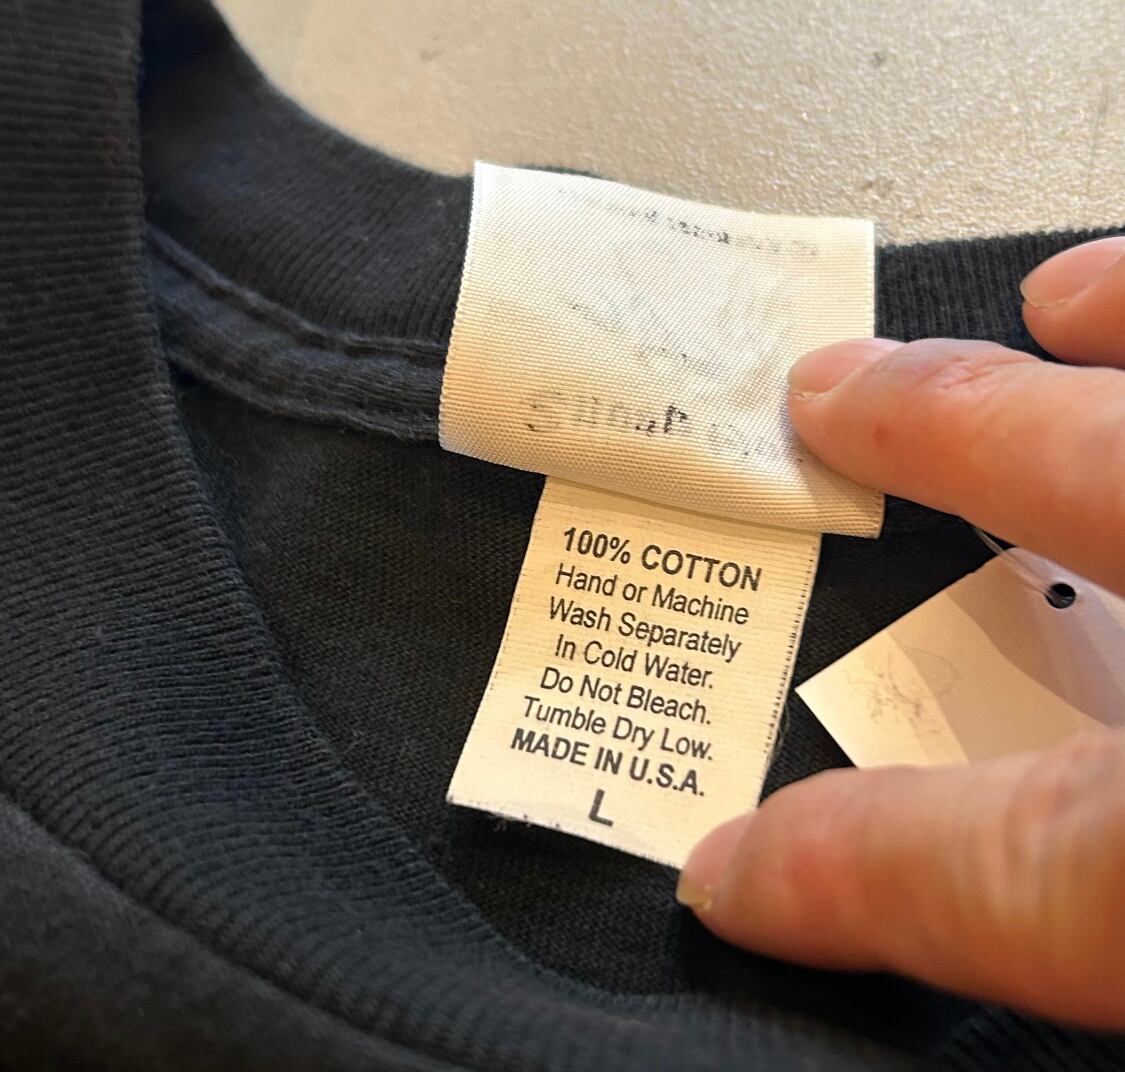 100% COTTON
Hand or Machine
Wash Separately
In Cold Water.
Do Not Bleach.
Tumble Dry Low.
MADE IN U.S.A.
L